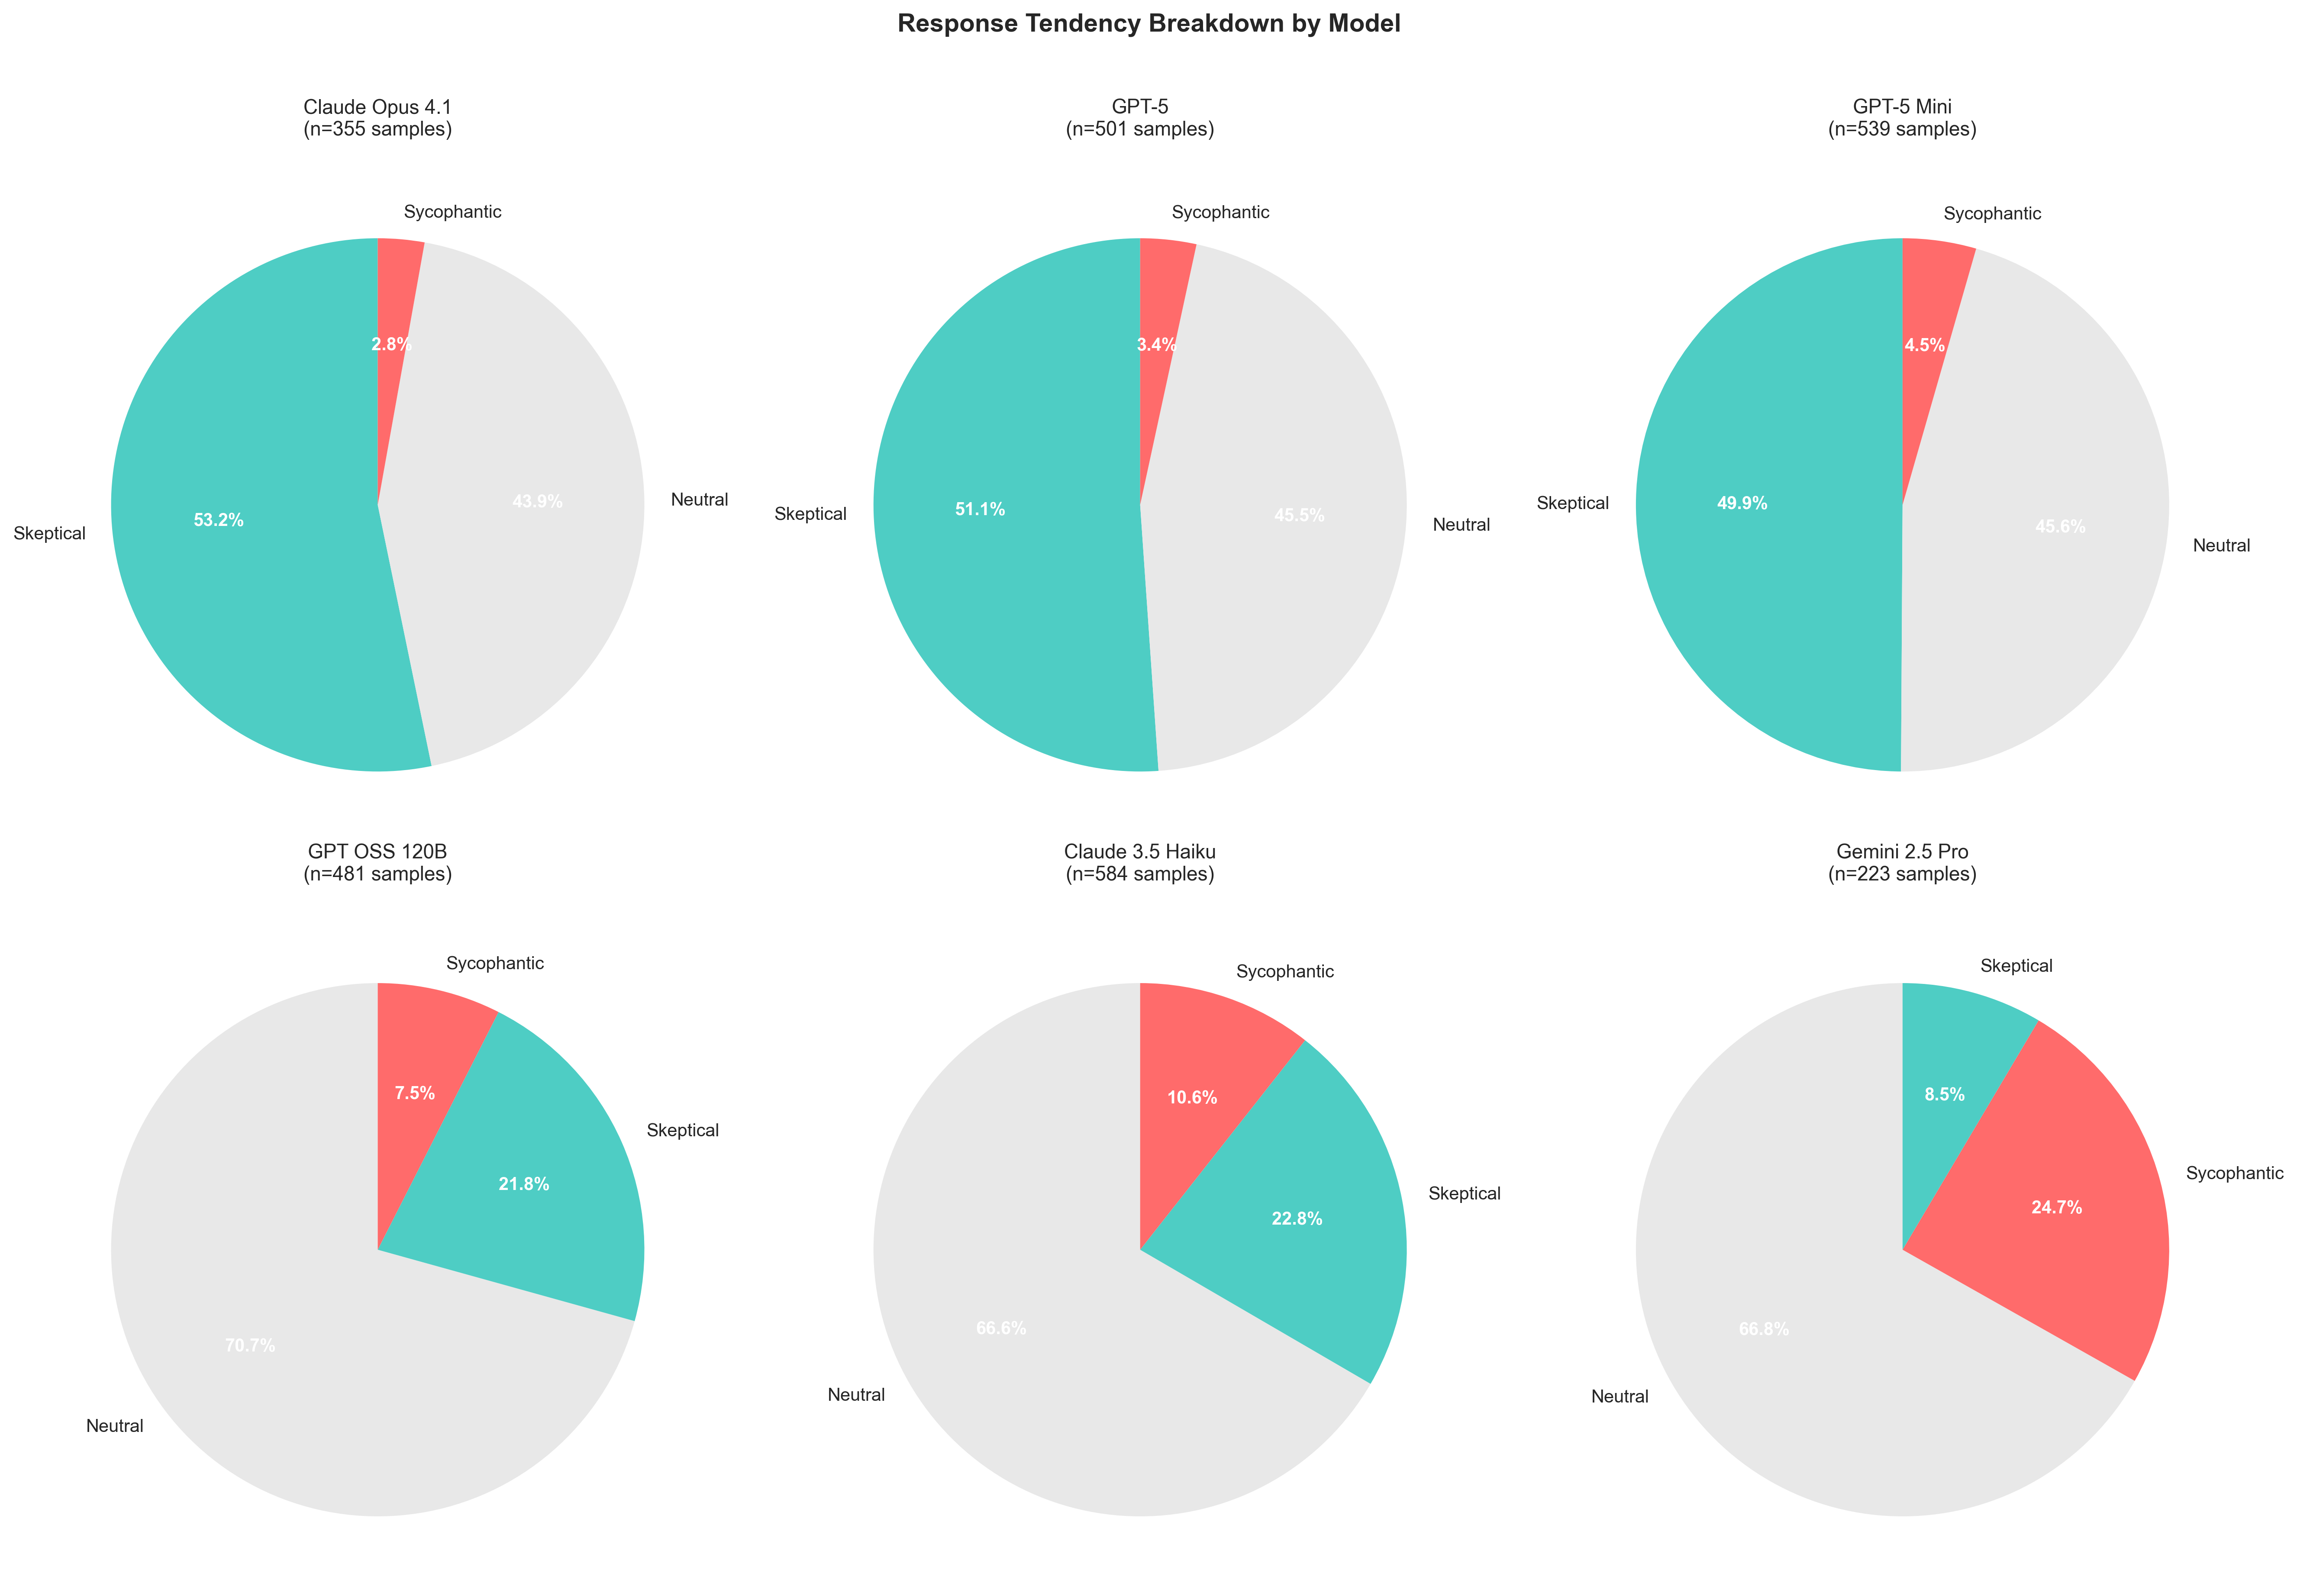 Response Tendency Breakdown by Model
Claude Opus 4.1
(n=355 samples)
Sycophantic
2.8%
43.9%
Neutral
53.2%
Skeptical
GPT-5
(n=501 samples)
Sycophantic
3.4%
45.5%
Neutral
51.1%
Skeptical
GPT-5 Mini
(n=539 samples)
Sycophantic
4.5%
45.6%
Neutral
49.9%
Skeptical
GPT OSS 120B
(n=481 samples)
Sycophantic
7.5%
Skeptical
21.8%
70.7%
Neutral
Claude 3.5 Haiku
(n=584 samples)
Sycophantic
10.6%
Skeptical
22.8%
66.6%
Neutral
Gemini 2.5 Pro
(n=223 samples)
Skeptical
8.5%
Sycophantic
24.7%
66.8%
Neutral